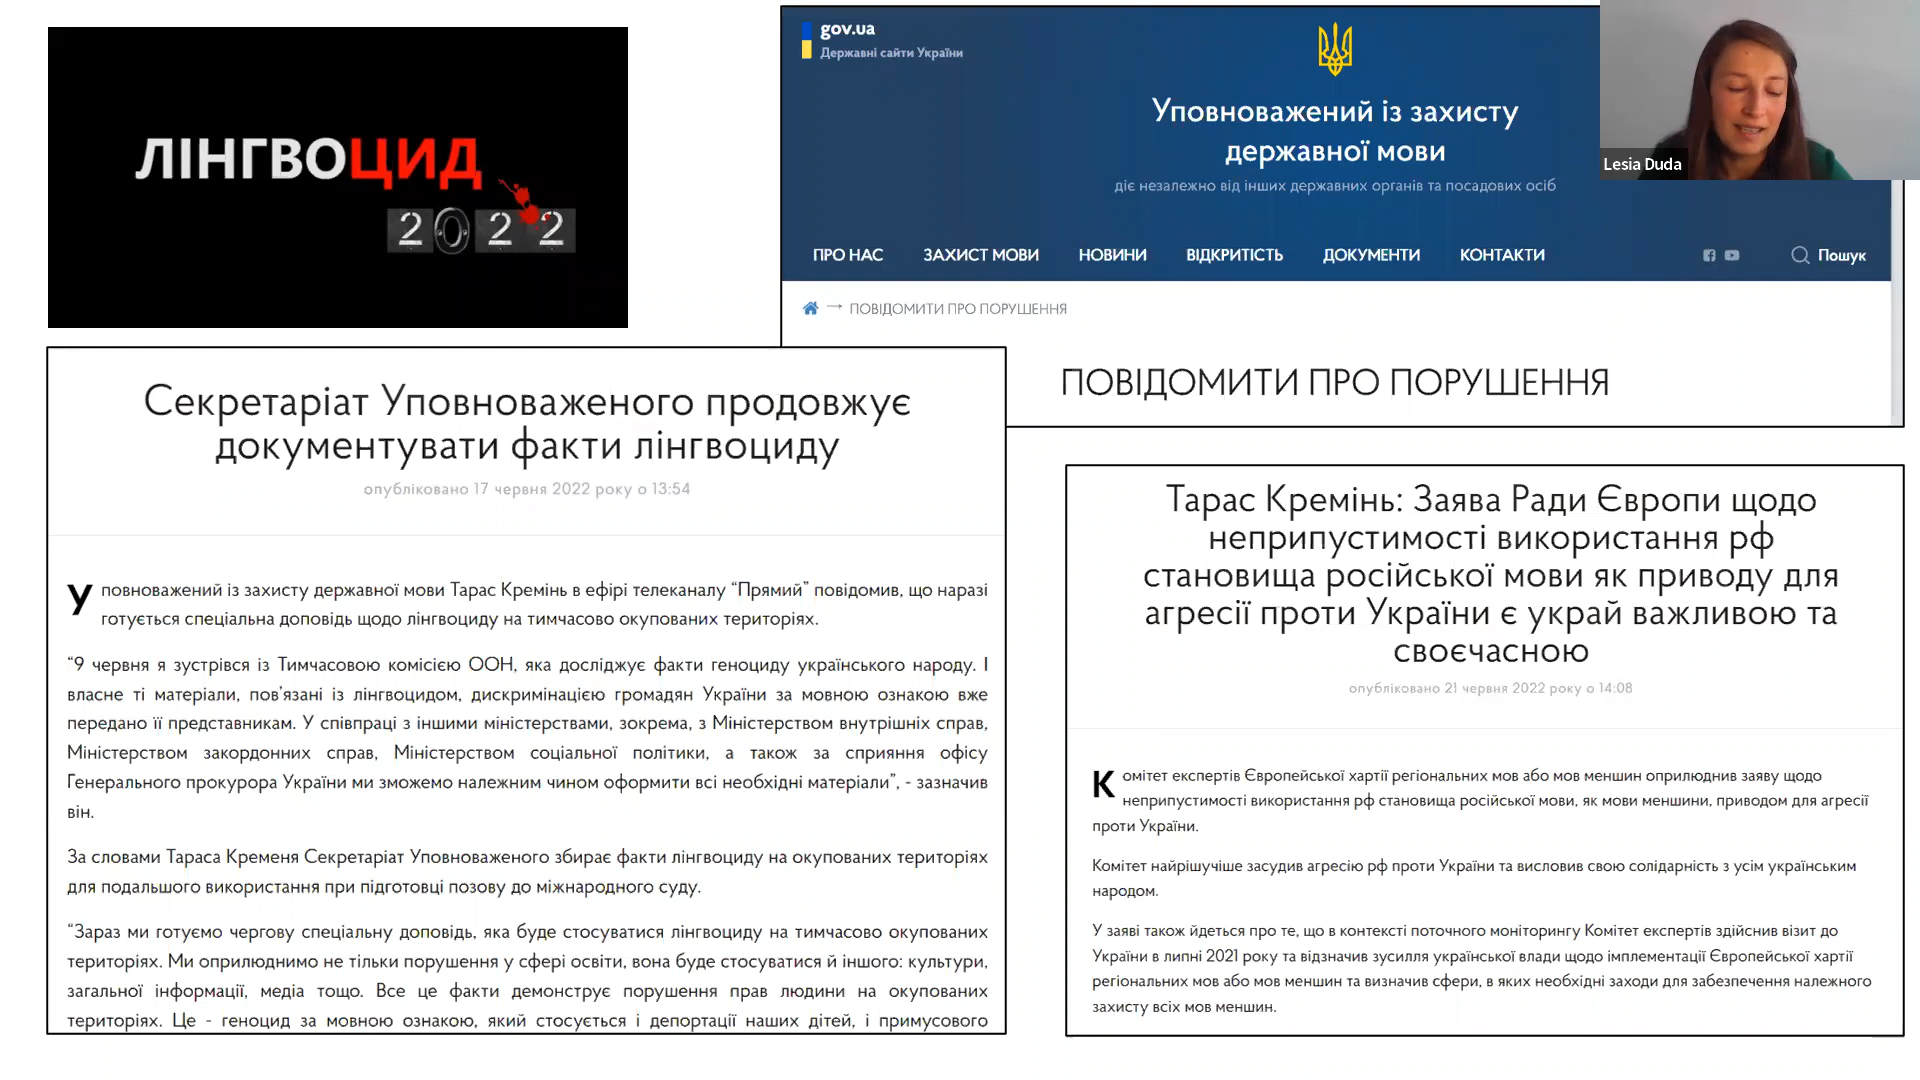 ЛІНГВОЦИД
2022
gov.ua
Державні сайти України
Уповноважений із захисту
державної мови
діє незалежно від інших державних органів та посадових осіб
Lesia Duda
ПРО НАС ЗАХИСТ МОВИ НОВИНИ ВІДКРИТІСТЬ ДОКУМЕНТИ КОНТАКТИ Пошук
→ ПОВІДОМИТИ ПРО ПОРУШЕННЯ
ПОВІДОМИТИ ПРО ПОРУШЕННЯ
Секретаріат Уповноваженого продовжує
документувати факти лінгвоциду
опубліковано 17 червня 2022 року о 13:54
Уповноважений із захисту державної мови Тарас Кремінь в ефірі телеканалу “Прямий” повідомив, що наразі
готується спеціальна доповідь щодо лінгвоциду на тимчасово окупованих територіях.
“9 червня я зустрівся із Тимчасовою комісією ООН, яка досліджує факти геноциду українського народу. І
власне ті матеріали, пов’язані із лінгвоцидом, дискримінацією громадян України за мовною ознакою вже
передано її представникам. У співпраці з іншими міністерствами, зокрема, з Міністерством внутрішніх справ,
Міністерством закордонних справ, Міністерством соціальної політики, а також за сприяння офісу
Генерального прокурора України ми зможемо належним чином оформити всі необхідні матеріали”, - зазначив
він.
За словами Тараса Кременя Секретаріат Уповноваженого збирає факти лінгвоциду на окупованих територіях
для подальшого використання при підготовці позову до міжнародного суду.
“Зараз ми готуємо чергову спеціальну доповідь, яка буде стосуватися лінгвоциду на тимчасово окупованих
територіях. Ми оприлюднимо не тільки порушення у сфері освіти, вона буде стосуватися й іншого: культури,
загальної інформації, медіа тощо. Все це факти демонструє порушення прав людини на окупованих
територіях. Це - геноцид за мовною ознакою, який стосується і депортації наших дітей, і примусового
Тарас Кремінь: Заява Ради Європи щодо
неприпустимості використання рф
становища російської мови як приводу для
агресії проти України є украй важливою та
своєчасною
опубліковано 21 червня 2022 року о 14:08
Комітет експертів Європейської хартії регіональних мов або мов меншин оприлюднив заяву щодо
неприпустимості використання рф становища російської мови, як мови меншини, приводом для агресії
проти України.
Комітет найрішучіше засудив агресію рф проти України та висловив свою солідарність з усім українським
народом.
У заяві також йдеться про те, що в контексті поточного моніторингу Комітет експертів здійснив візит до
України в липні 2021 року та відзначив зусилля української влади щодо імплементації Європейської хартії
регіональних мов або мов меншин та визначив сфери, в яких необхідні заходи для забезпечення належного
захисту всіх мов меншин.